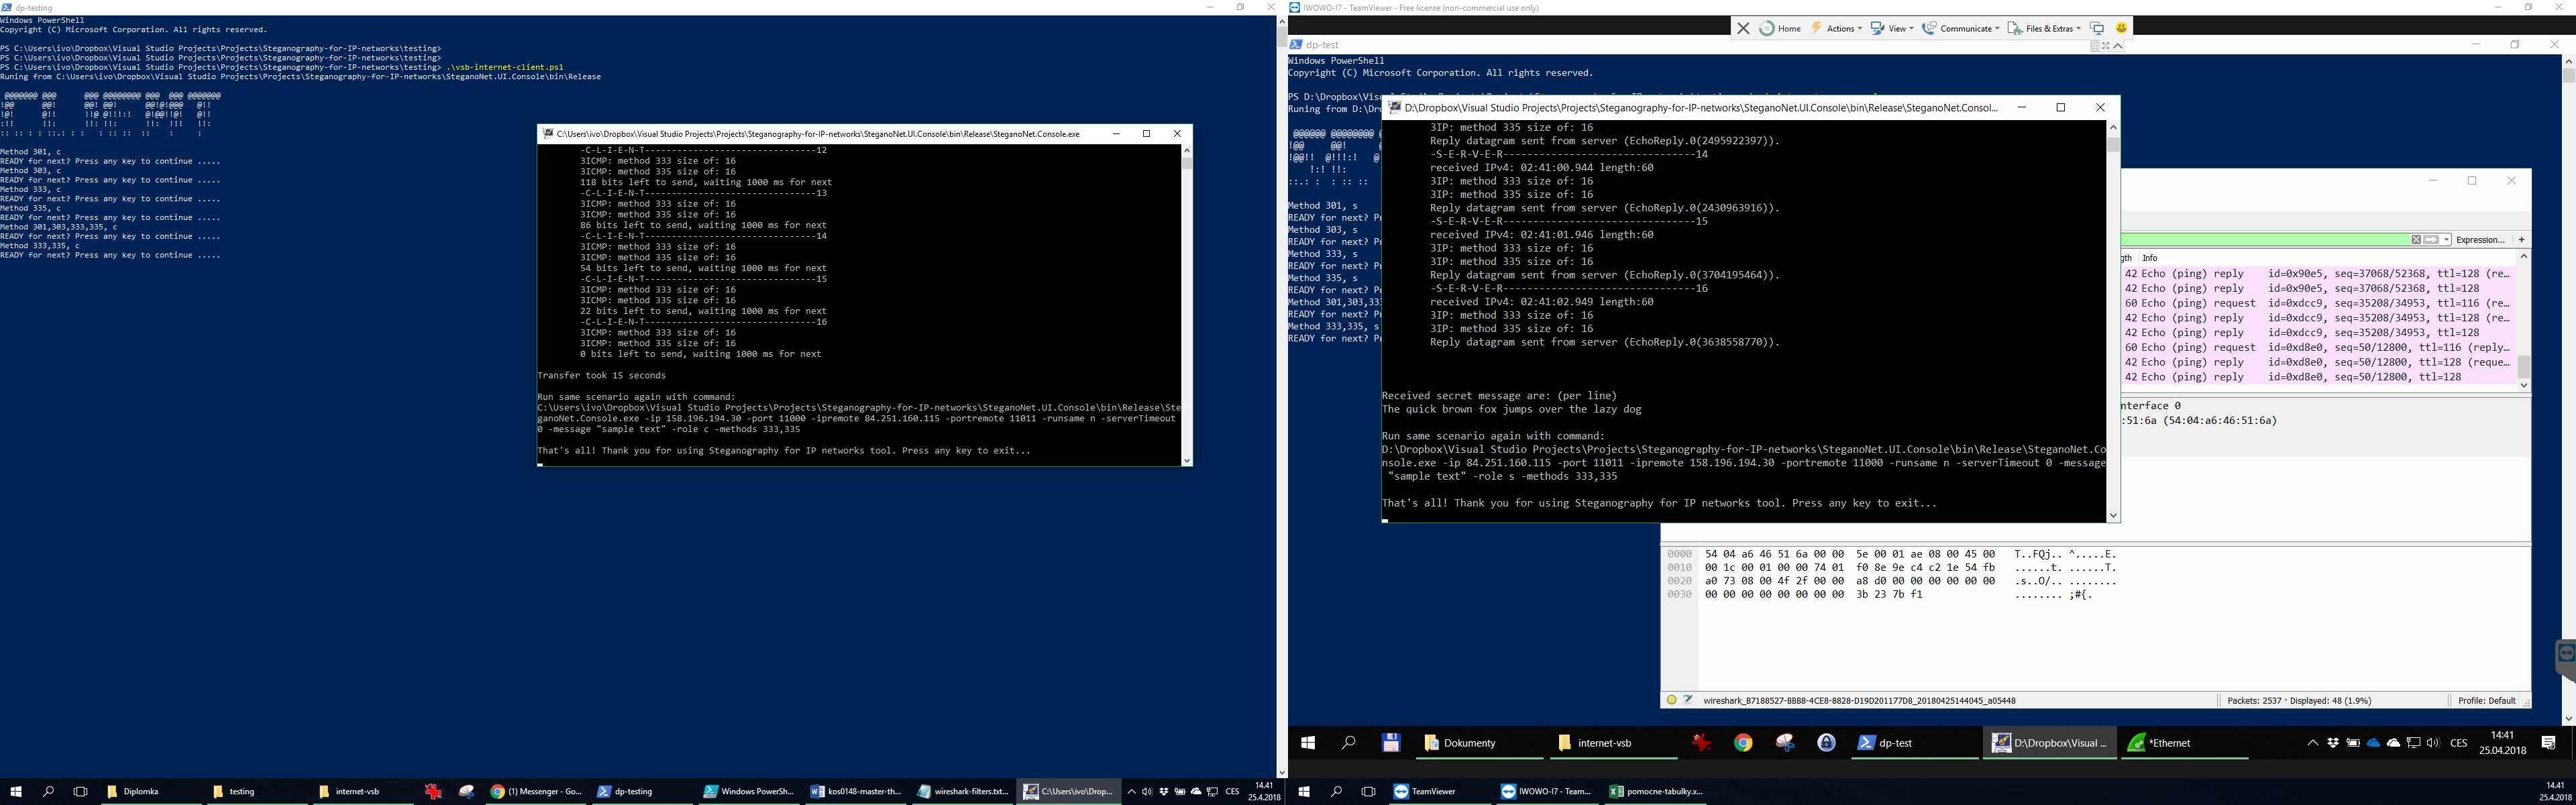 dp-testing
Windows PowerShell
Copyright (C) Microsoft Corporation. All rights reserved.
PS C:\Users\ivo\Dropbox\Visual Studio Projects\Projects\Steganography-for-IP-networks\testing>
PS C:\Users\ivo\Dropbox\Visual Studio Projects\Projects\Steganography-for-IP-networks\testing>
PS C:\Users\ivo\Dropbox\Visual Studio Projects\Projects\Steganography-for-IP-networks\testing> .\vsb-internet-client.ps1
Runing from C:\Users\ivo\Dropbox\Visual Studio Projects\Projects\Steganography-for-IP-networks\SteganoNet.UI.Console\bin\Release
Method 301, c
READY for next? Press any key to continue .....
Method 303, c
READY for next? Press any key to continue .....
Method 333, c
READY for next? Press any key to continue .....
Method 335, c
READY for next? Press any key to continue .....
Method 301,303,333,335, c
READY for next? Press any key to continue .....
Method 333,335, c
READY for next? Press any key to continue .....
C:\Users\ivo\Dropbox\Visual Studio Projects\Projects\Steganography-for-IP-networks\SteganoNet.UI.Console\bin\Release\SteganoNet.Console.exe
-C-L-I-E-N-T--------------------------------12
3ICMP: method 333 size of: 16
3ICMP: method 335 size of: 16
118 bits left to send, waiting 1000 ms for next
-C-L-I-E-N-T--------------------------------13
3ICMP: method 333 size of: 16
3ICMP: method 335 size of: 16
86 bits left to send, waiting 1000 ms for next
-C-L-I-E-N-T--------------------------------14
3ICMP: method 333 size of: 16
3ICMP: method 335 size of: 16
54 bits left to send, waiting 1000 ms for next
-C-L-I-E-N-T--------------------------------15
3ICMP: method 333 size of: 16
3ICMP: method 335 size of: 16
22 bits left to send, waiting 1000 ms for next
-C-L-I-E-N-T--------------------------------16
3ICMP: method 333 size of: 16
3ICMP: method 335 size of: 16
0 bits left to send, waiting 1000 ms for next
Transfer took 15 seconds
Run same scenario again with command:
C:\Users\ivo\Dropbox\Visual Studio Projects\Projects\Steganography-for-IP-networks\SteganoNet.UI.Console\bin\Release\Ste
ganoNet.Console.exe -ip 158.196.194.30 -port 11000 -ipremote 84.251.160.115 -portremote 11011 -runsame n -serverTimeout
0 -message "sample text" -role c -methods 333,335
That's all! Thank you for using Steganography for IP networks tool. Press any key to exit...
Diplomka
testing
internet-vsb
(1) Messenger - Go...
dp-testing
Windows PowerSh...
kos0148-master-th...
wireshark-filters.txt...
C:\Users\ivo\Drop...
CES
14.41
25.4.2018
IWOWO-I7 - TeamViewer - Free license (non-commercial use only)
Home
Actions
View
Communicate
Files & Extras
dp-test
Windows PowerShell
Copyright (C) Microsoft Corporation. All rights reserved.
PS D:\Dropbox\Vis
Runing from D:\Dr
Method 301, s
READY for next? P
Method 303, s
READY for next? P
Method 333, s
READY for next? P
Method 335, s
READY for next? P
Method 301,303,33
READY for next? P
Method 333,335, s
READY for next? P
D:\Dropbox\Visual Studio Projects\Projects\Steganography-for-IP-networks\SteganoNet.UI.Console\bin\Release\SteganoNet.Consol...
3IP: method 335 size of: 16
Reply datagram sent from server (EchoReply.0(2495922397)).
-S-E-R-V-E-R-------------------------------14
received IPv4: 02:41:00.944 length:60
3IP: method 333 size of: 16
3IP: method 335 size of: 16
Reply datagram sent from server (EchoReply.0(2430963916)).
-S-E-R-V-E-R-------------------------------15
received IPv4: 02:41:01.946 length:60
3IP: method 333 size of: 16
3IP: method 335 size of: 16
Reply datagram sent from server (EchoReply.0(3704195464)).
-S-E-R-V-E-R-------------------------------16
received IPv4: 02:41:02.949 length:60
3IP: method 333 size of: 16
3IP: method 335 size of: 16
Reply datagram sent from server (EchoReply.0(3638558770)).
Received secret message are: (per line)
The quick brown fox jumps over the lazy dog
Run same scenario again with command:
D:\Dropbox\Visual Studio Projects\Projects\Steganography-for-IP-networks\SteganoNet.UI.Console\bin\Release\SteganoNet.Co
nsole.exe -ip 84.251.160.115 -port 11011 -ipremote 158.196.194.30 -portremote 11000 -runsame n -serverTimeout 0 -message
"sample text" -role s -methods 333,335
That's all! Thank you for using Steganography for IP networks tool. Press any key to exit...
Expression... +
gth Info
42 Echo (ping) reply id=0x90e5, seq=37068/52368, ttl=128 (re...
42 Echo (ping) reply id=0x90e5, seq=37068/52368, ttl=128
60 Echo (ping) request id=0xdcc9, seq=35208/34953, ttl=116 (re...
42 Echo (ping) reply id=0xdcc9, seq=35208/34953, ttl=128 (re...
42 Echo (ping) reply id=0xdcc9, seq=35208/34953, ttl=128
60 Echo (ping) request id=0xd8e0, seq=50/12800, ttl=116 (reply...
42 Echo (ping) reply id=0xd8e0, seq=50/12800, ttl=128 (reque...
42 Echo (ping) reply id=0xd8e0, seq=50/12800, ttl=128
nterface 0
:51:6a (54:04:a6:46:51:6a)
0000 54 04 a6 46 51 6a 00 00 5e 00 01 ae 08 00 45 00 T..FQj.. ^.....E.
0010 00 1c 00 01 00 00 74 01 f0 8e 9e c4 c2 1e 54 fb ......t. ......T.
0020 a0 73 08 00 4f 2f 00 00 a8 d0 00 00 00 00 00 00 .s..O/.. ........
0030 00 00 00 00 00 00 00 00 3b 23 7b f1 ........ ;#{.
wireshark_B7188527-BBB8-4CE8-8828-D19D201177D8_20180425144045_a05448
Packets: 2537 · Displayed: 48 (1.9%)
Profile: Default
Dokumenty
internet-vsb
dp-test
D:\Dropbox\Visual ...
*Ethernet
CES
14:41
25.04.2018
TeamViewer
IWOWO-I7 - Team...
pomocne-tabulky.x...
14.41
25.4.2018